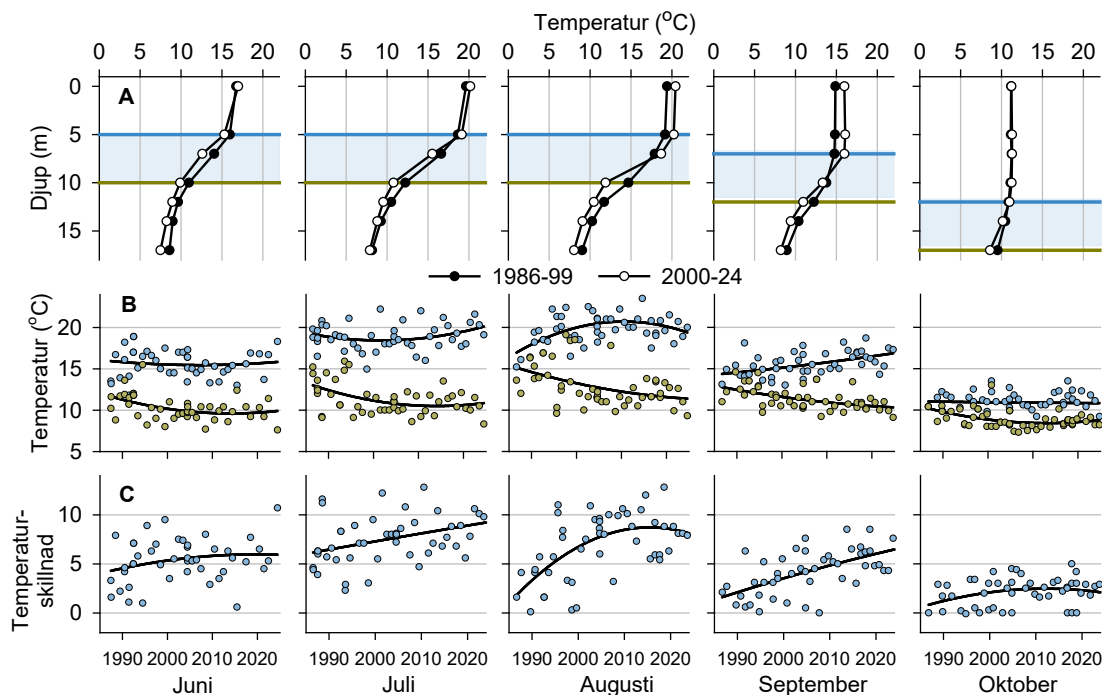 Temperatur (°C)
0 5 10 15 20 0 5 10 15 20 0 5 10 15 20 0 5 10 15 20 0 5 10 15 20
A
Djup (m)
0
5
10
15
1986-99 2000-24
B
Temperatur (°C)
20
15
10
5
C
Temperatur-
skillnad
10
5
0
1990 2000 2010 2020 1990 2000 2010 2020 1990 2000 2010 2020 1990 2000 2010 2020 1990 2000 2010 2020
Juni Juli Augusti September Oktober